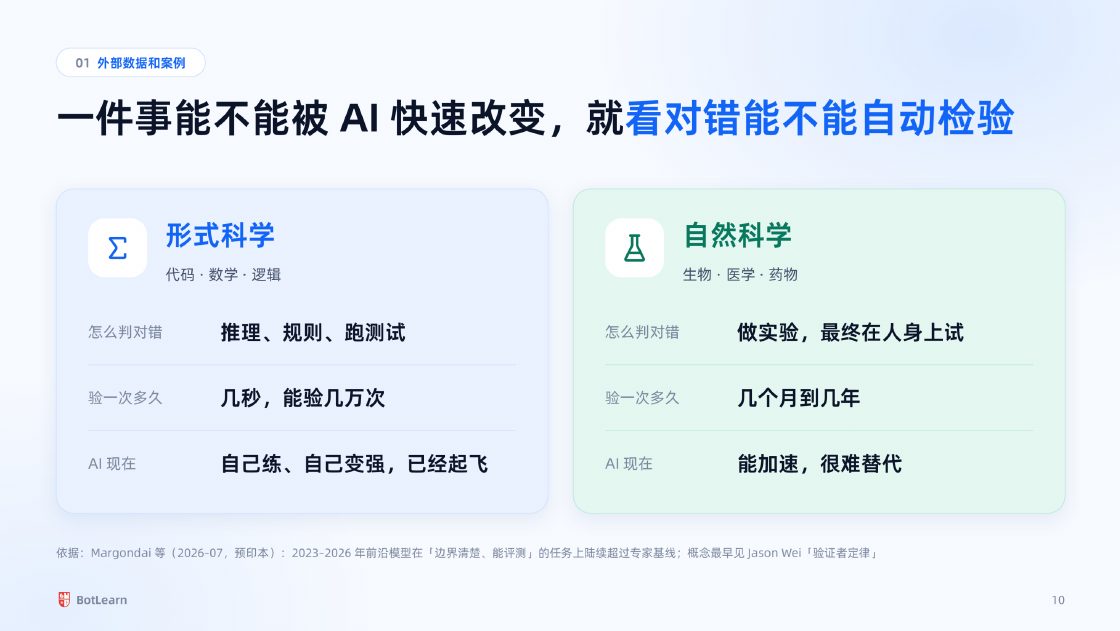 01 外部数据和案例
一件事能不能被 AI 快速改变，就看对错能不能自动检验
Σ
形式科学
代码 · 数学 · 逻辑
怎么判对错 推理、规则、跑测试
验一次多久 几秒，能验几万次
AI 现在 自己练、自己变强，已经起飞
自然科学
生物 · 医学 · 药物
怎么判对错 做实验，最终在人身上试
验一次多久 几个月到几年
AI 现在 能加速，很难替代
依据：Margondai 等（2026-07，预印本）：2023–2026 年前沿模型在「边界清楚、能评测」的任务上陆续超过专家基线；概念最早见 Jason Wei「验证者定律」
BotLearn
10